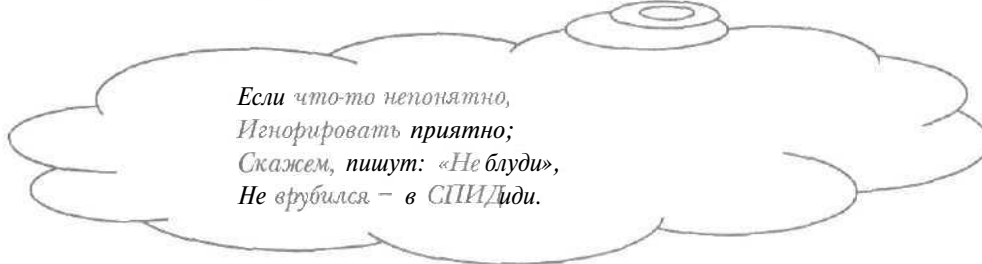 Если что-то непонятно,
Игнорировать приятно;
Скажем, пишут: «Не блуди»,
Не врубился – в СПИД иди.